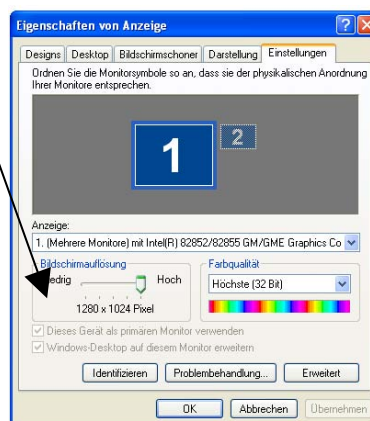 Eigenschaften von Anzeige
Designs Desktop Bildschirmschoner Darstellung Einstellungen
Ordnen Sie die Monitorsymbole so an, dass sie der physikalischen Anordnung
Ihrer Monitore entsprechen.
1 2
Anzeige:
1. (Mehrere Monitore) mit Intel(R) 82852/82855 GM/GME Graphics Co
Bildschirmauflösung Farbqualität
edrig Hoch Höchste (32 Bit)
1280 x 1024 Pixel
Dieses Gerät als primären Monitor verwenden
Windows-Desktop auf diesem Monitor erweitern
Identifizieren Problembehandlung... Erweitert
OK Abbrechen Übernehmen